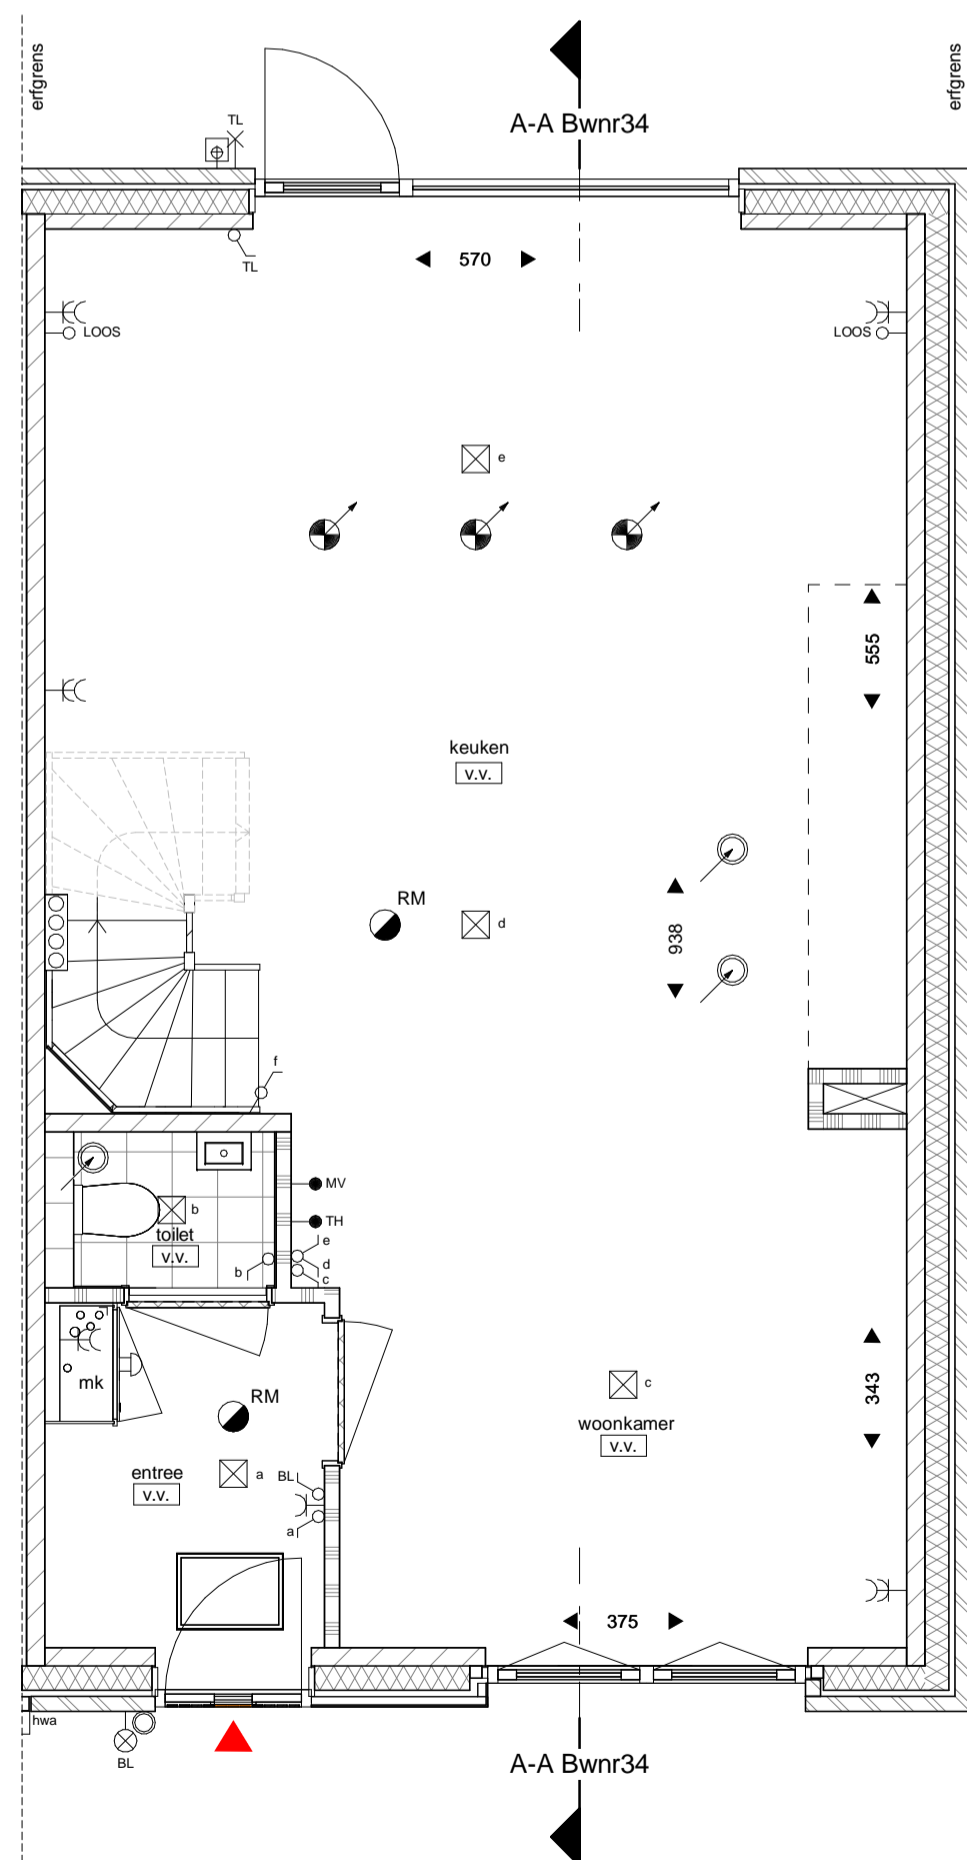 erfgrens
erfgrens
A-A Bwnr34
TL
TL
570
LOOS
LOOS
e
555
keuken
v.v.
RM
d
938
f
MV
b
toilet
v.v.
TH
e
d
c
b
mk
RM
343
c
woonkamer
v.v.
entree
v.v.
a
BL
a
375
hwa
BL
A-A Bwnr34